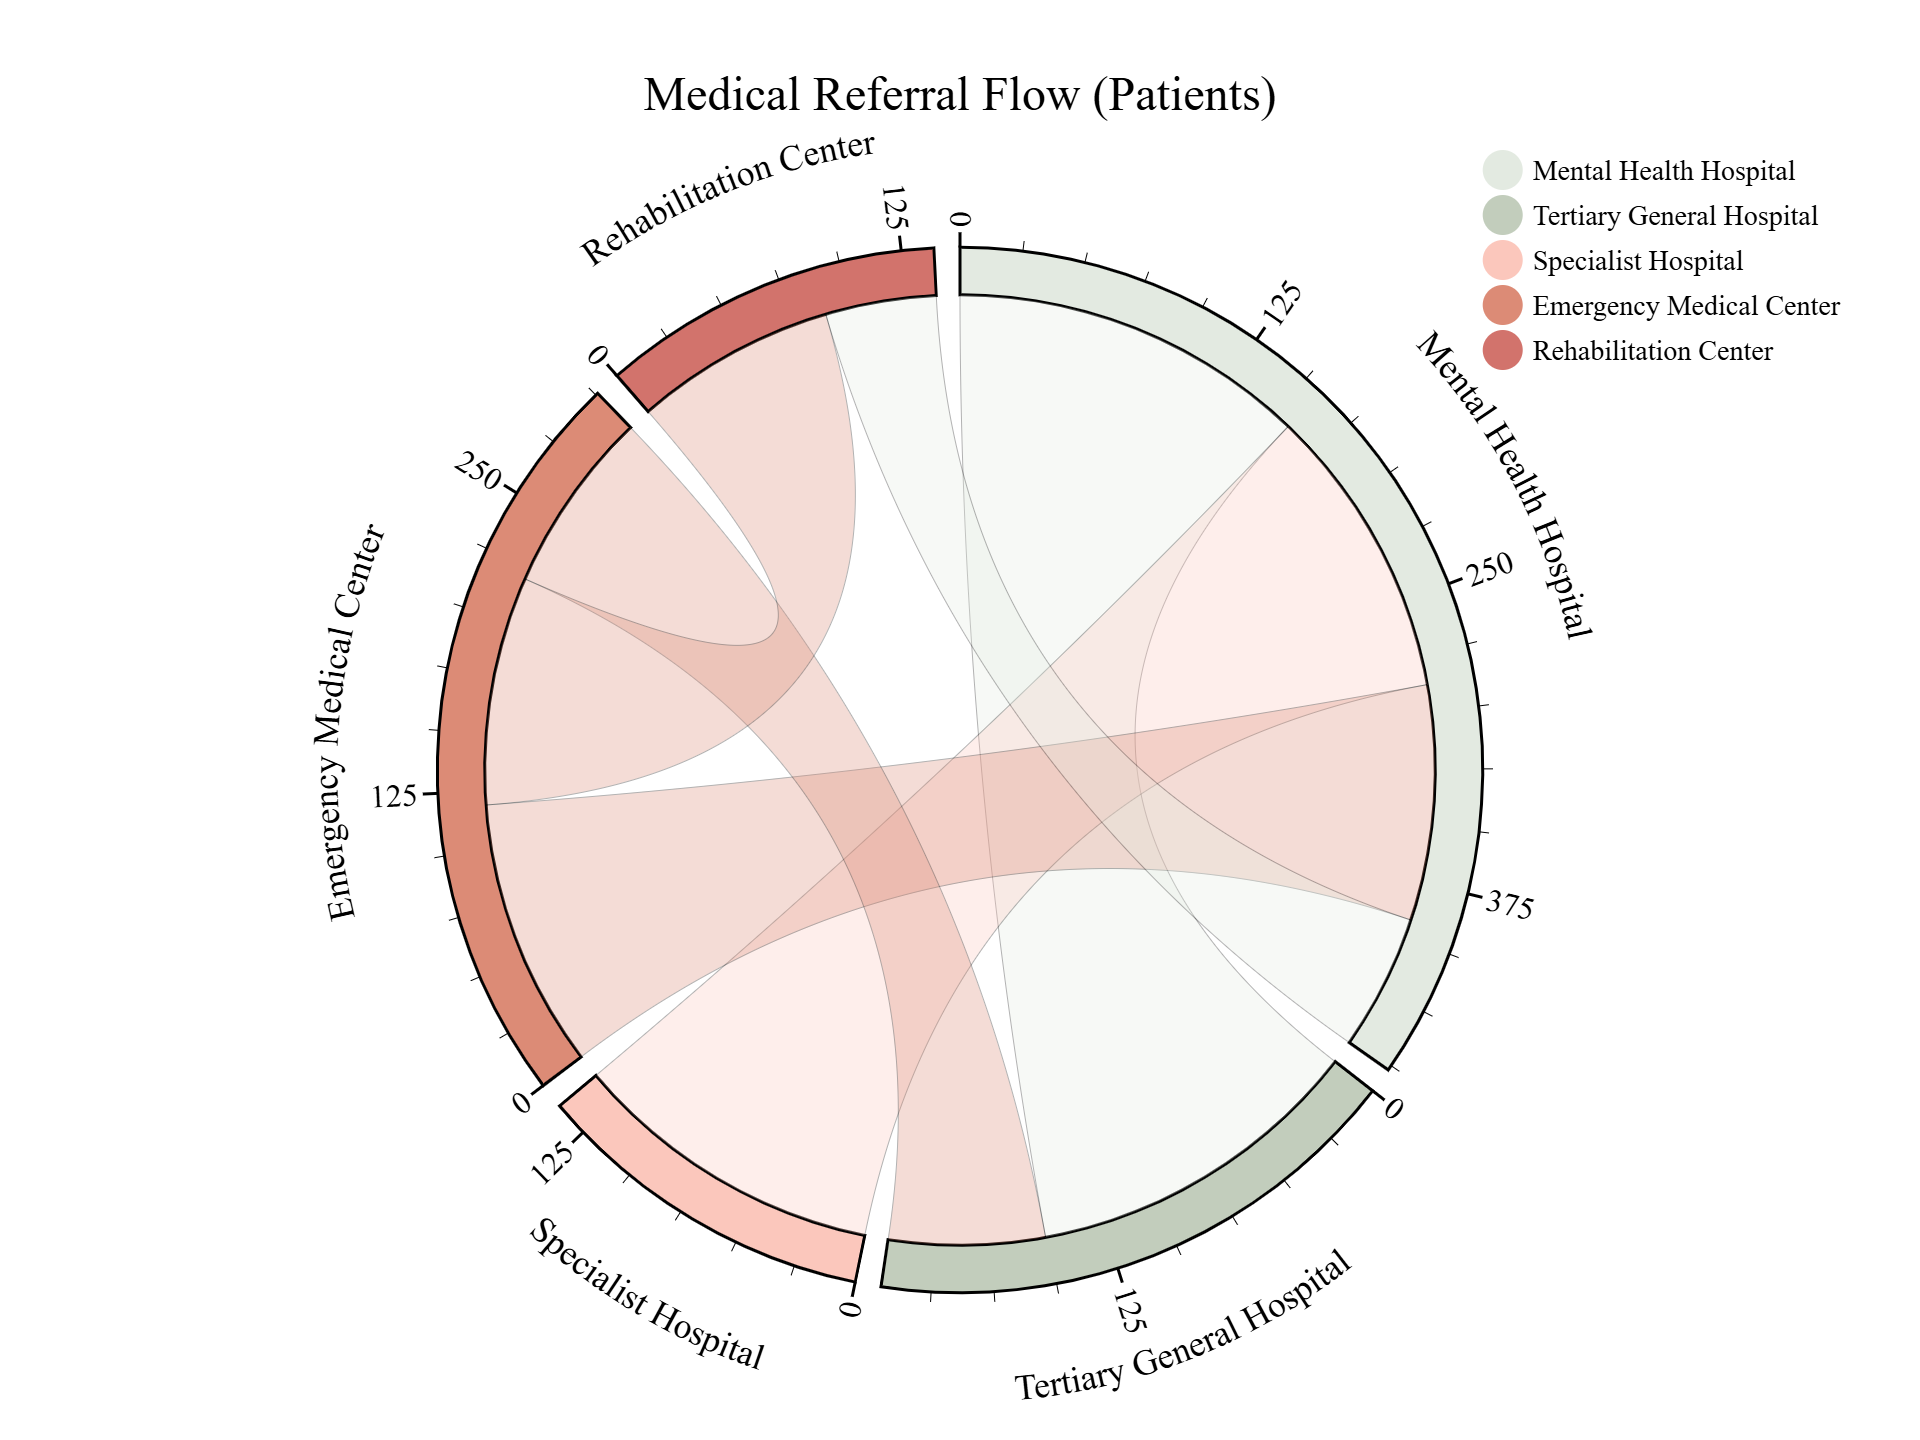 Medical Referral Flow (Patients)
Mental Health Hospital
Tertiary General Hospital
Specialist Hospital
Emergency Medical Center
Rehabilitation Center
Rehabilitation Center
0
125
Mental Health Hospital
0
125
250
375
Tertiary General Hospital
0
125
Specialist Hospital
0
125
Emergency Medical Center
0
125
250